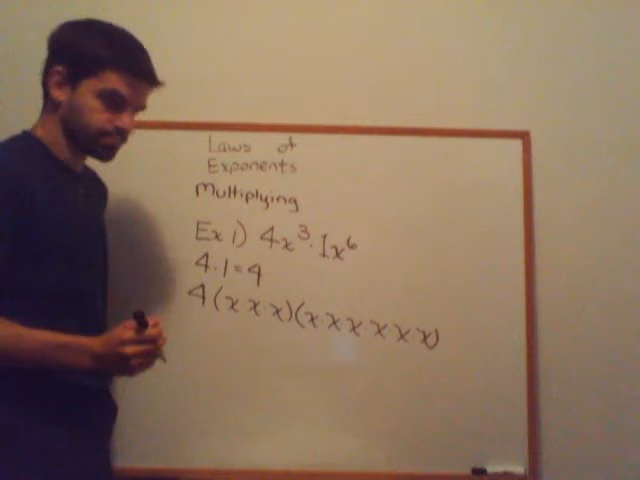 Laws of
Exponents
Multiplying
Ex 1) 4x³·1x⁶
4·1=4
4(x x x)(x x x x x x)